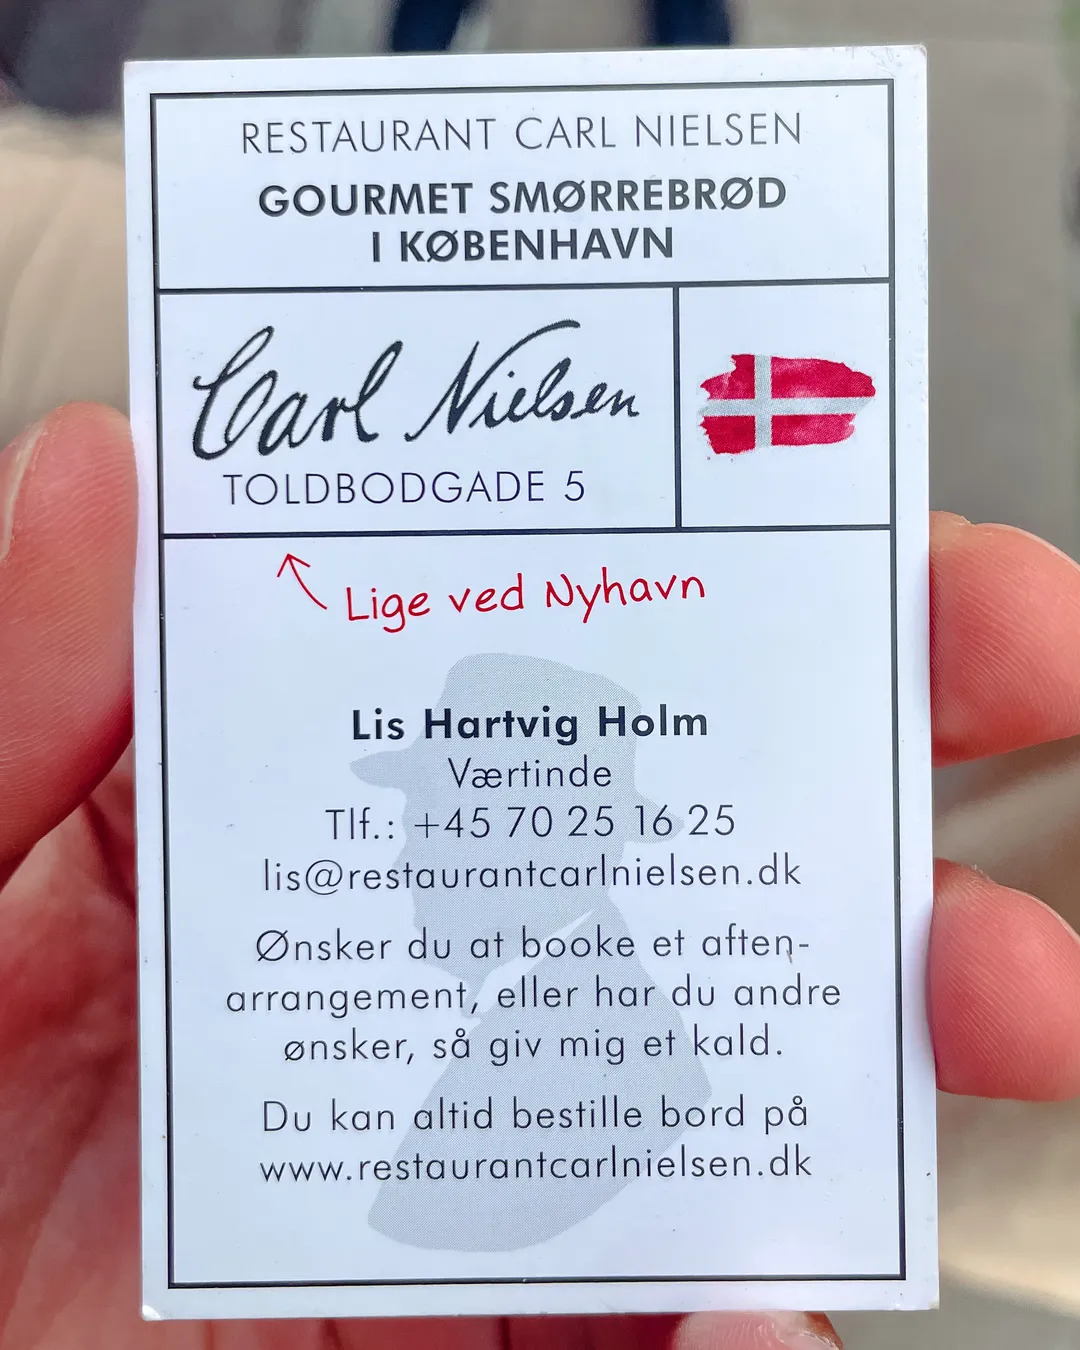 RESTAURANT CARL NIELSEN
GOURMET SMØRREBRØD
I KØBENHAVN
Carl Nielsen
TOLDBODGADE 5
Lige ved Nyhavn
Lis Hartvig Holm
Værtinde
Tlf.: +45 70 25 16 25
lis@restaurantcarlnielsen.dk
Ønsker du at booke et aften-
arrangement, eller har du andre
ønsker, så giv mig et kald.
Du kan altid bestille bord på
www.restaurantcarlnielsen.dk